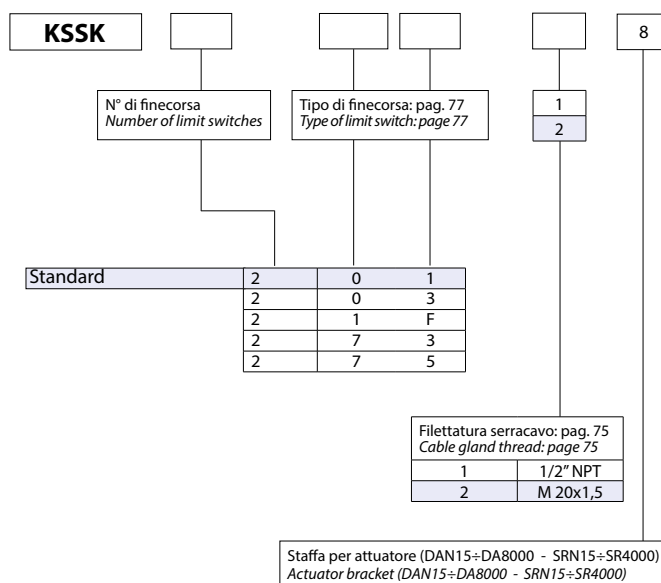 KSSK 8
N° di finecorsa
Number of limit switches
Tipo di finecorsa: pag. 77
Type of limit switch: page 77
1
2
Standard 2 0 1
2 0 3
2 1 F
2 7 3
2 7 5
Filettatura serracavo: pag. 75
Cable gland thread: page 75
1 1/2” NPT
2 M 20x1,5
Staffa per attuatore (DAN15÷DA8000 - SRN15÷SR4000)
Actuator bracket (DAN15÷DA8000 - SRN15÷SR4000)